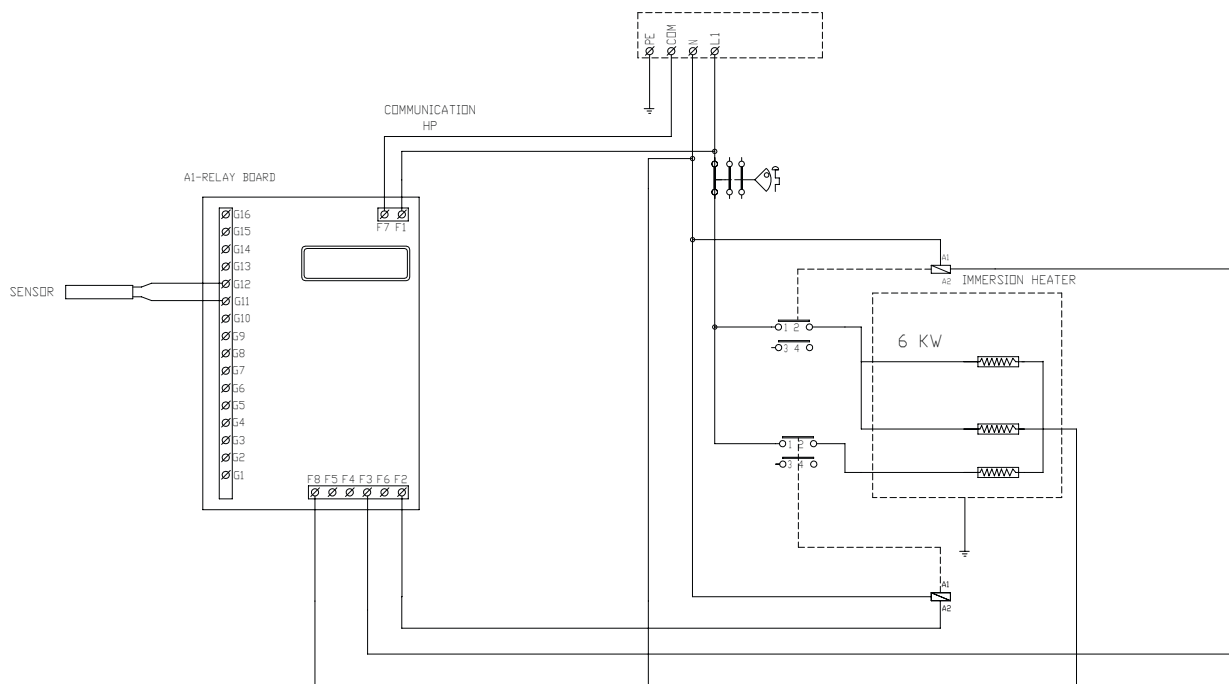 PE
COM
N
L1
COMMUNICATION
HP
A1-RELAY BOARD
F7 F1
G16
G15
G14
G13
G12
G11
G10
G9
G8
G7
G6
G5
G4
G3
G2
G1
SENSOR
F8 F5 F4 F3 F6 F2
A1
A2 IMMERSION HEATER
1 2
3 4
6 KW
1 2
3 4
A1
A2